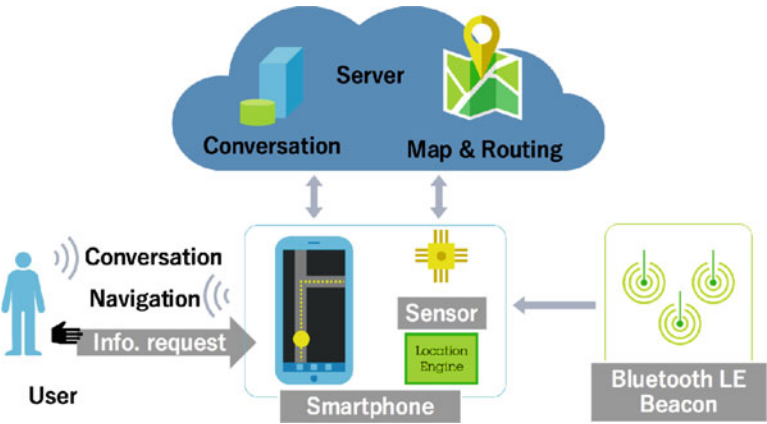 Server
Conversation
Map & Routing
Conversation
Navigation
Info. request
User
Sensor
Location
Engine
Smartphone
Bluetooth LE
Beacon